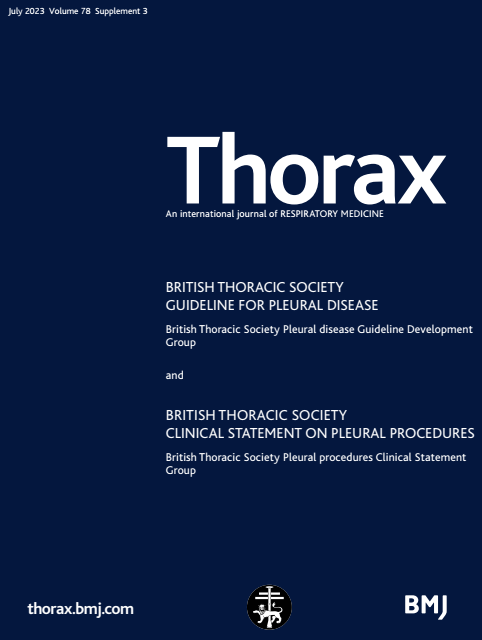 July 2023 Volume 78 Supplement 3
Thorax
An international journal of RESPIRATORY MEDICINE
BRITISH THORACIC SOCIETY
GUIDELINE FOR PLEURAL DISEASE
British Thoracic Society Pleural disease Guideline Development
Group
and
BRITISH THORACIC SOCIETY
CLINICAL STATEMENT ON PLEURAL PROCEDURES
British Thoracic Society Pleural procedures Clinical Statement
Group
thorax.bmj.com
BMJ